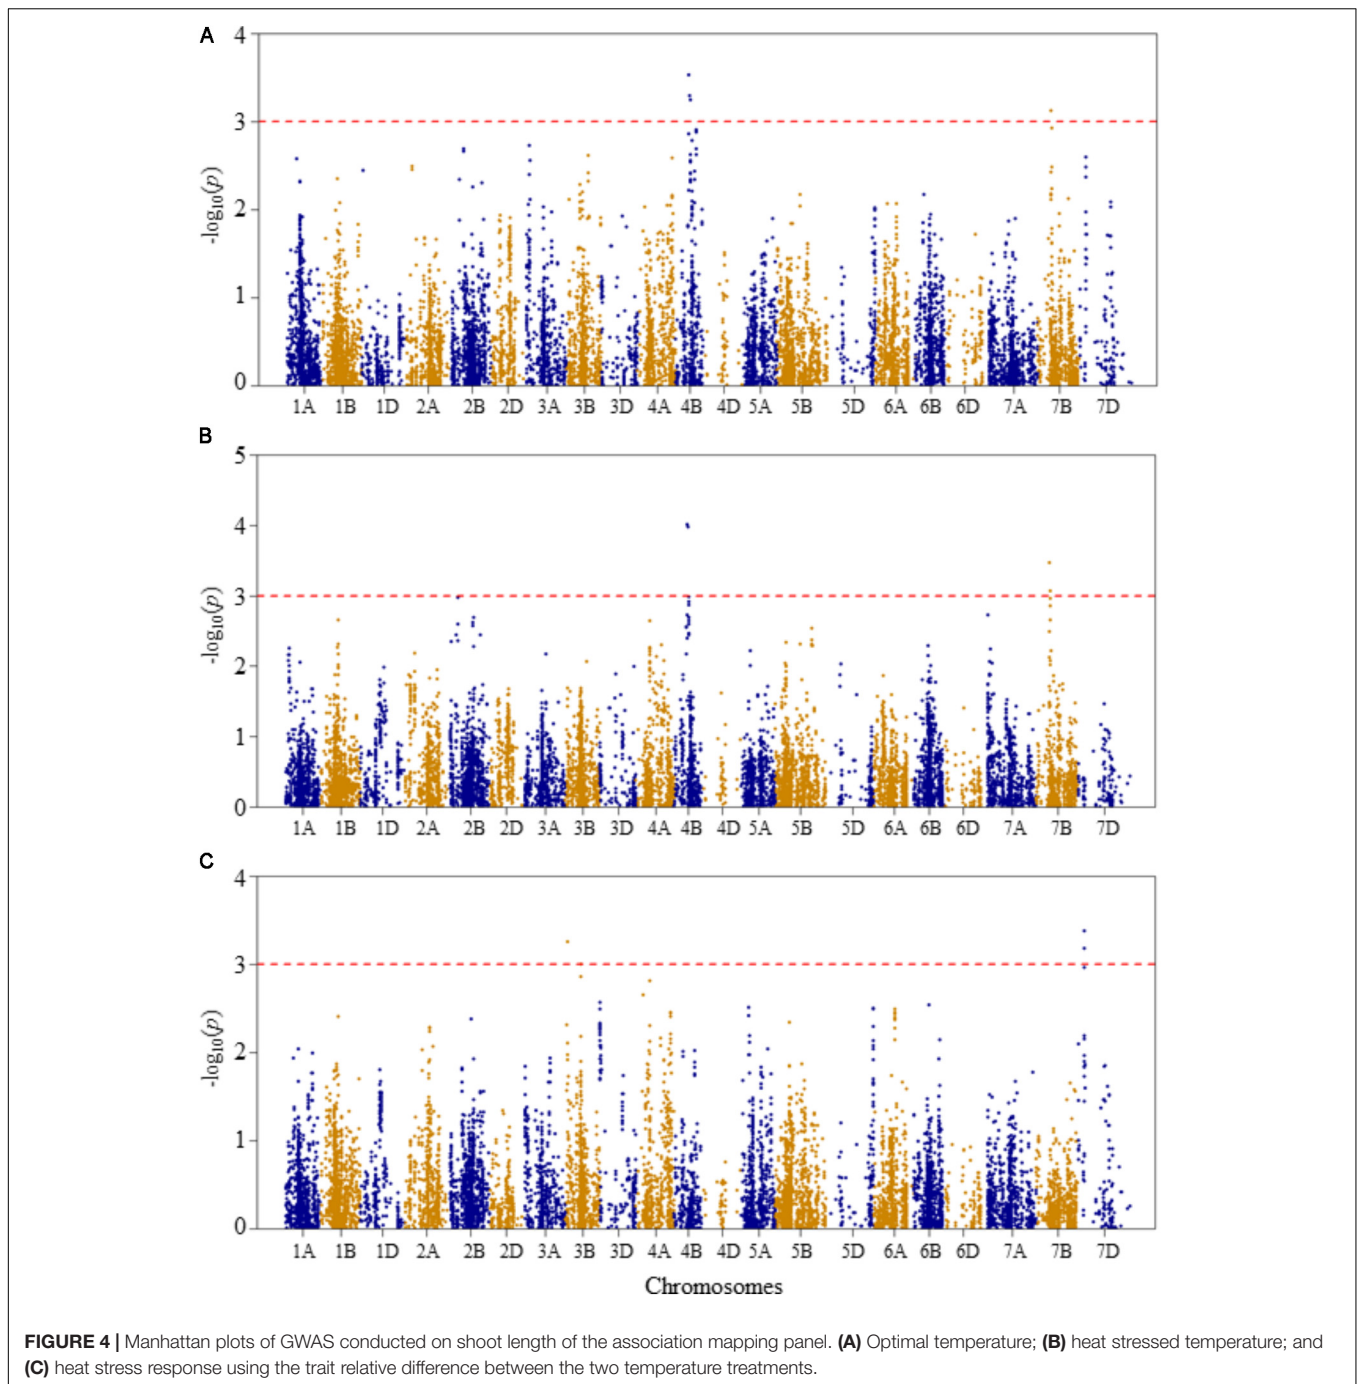 A
4
3
2
1
0
-log10(p)
1A 1B 1D 2A 2B 2D 3A 3B 3D 4A 4B 4D 5A 5B 5D 6A 6B 6D 7A 7B 7D
B
5
4
3
2
1
0
-log10(p)
1A 1B 1D 2A 2B 2D 3A 3B 3D 4A 4B 4D 5A 5B 5D 6A 6B 6D 7A 7B 7D
C
4
3
2
1
0
-log10(p)
1A 1B 1D 2A 2B 2D 3A 3B 3D 4A 4B 4D 5A 5B 5D 6A 6B 6D 7A 7B 7D
Chromosomes
FIGURE 4 | Manhattan plots of GWAS conducted on shoot length of the association mapping panel. (A) Optimal temperature; (B) heat stressed temperature; and
(C) heat stress response using the trait relative difference between the two temperature treatments.